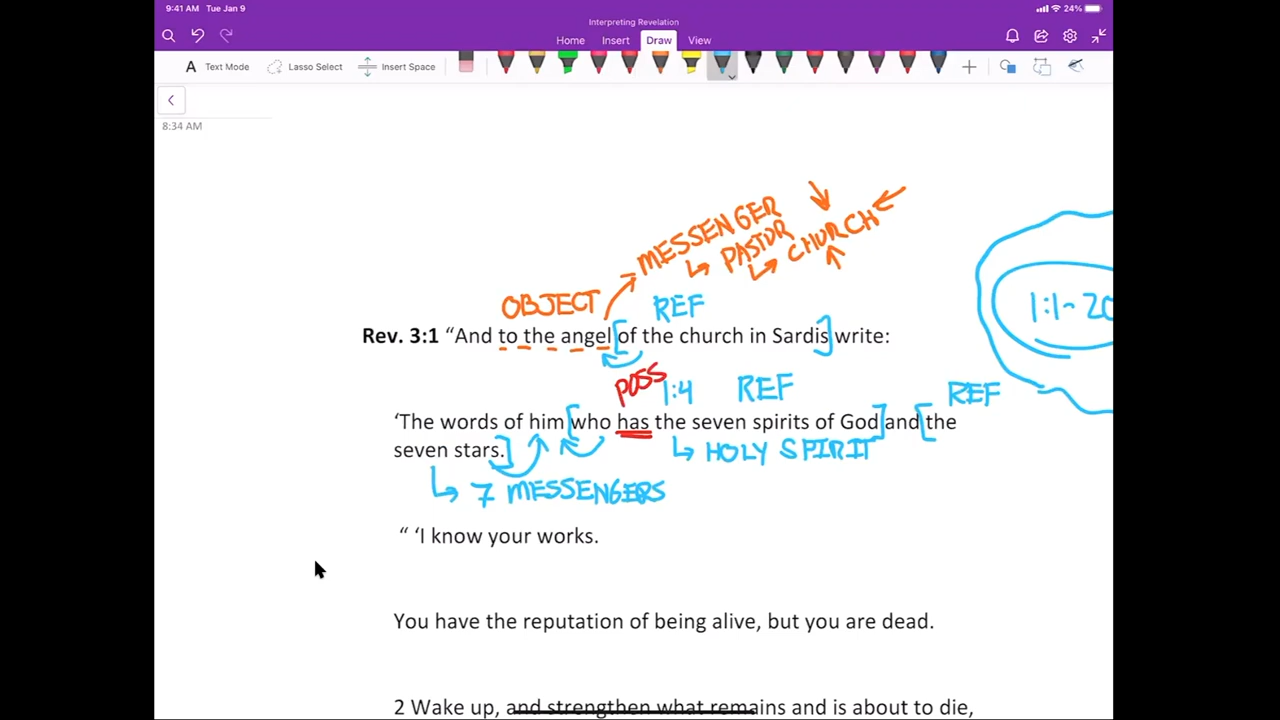 9:41 AM Tue Jan 9
24%
Interpreting Revelation
Home Insert Draw View
A Text Mode Lasso Select Insert Space
8:34 AM
MESSENGER
↳ PASTOR
↳ CHURCH
OBJECT
REF
Rev. 3:1 “And to the angel [of the church in Sardis] write:
1:1-20
POSS 1:4 REF REF
‘The words of him [who has the seven spirits of God] and [the
seven stars.]
↳ HOLY SPIRIT
↳ 7 MESSENGERS
“ ‘I know your works.
You have the reputation of being alive, but you are dead.
2 Wake up, and strengthen what remains and is about to die,